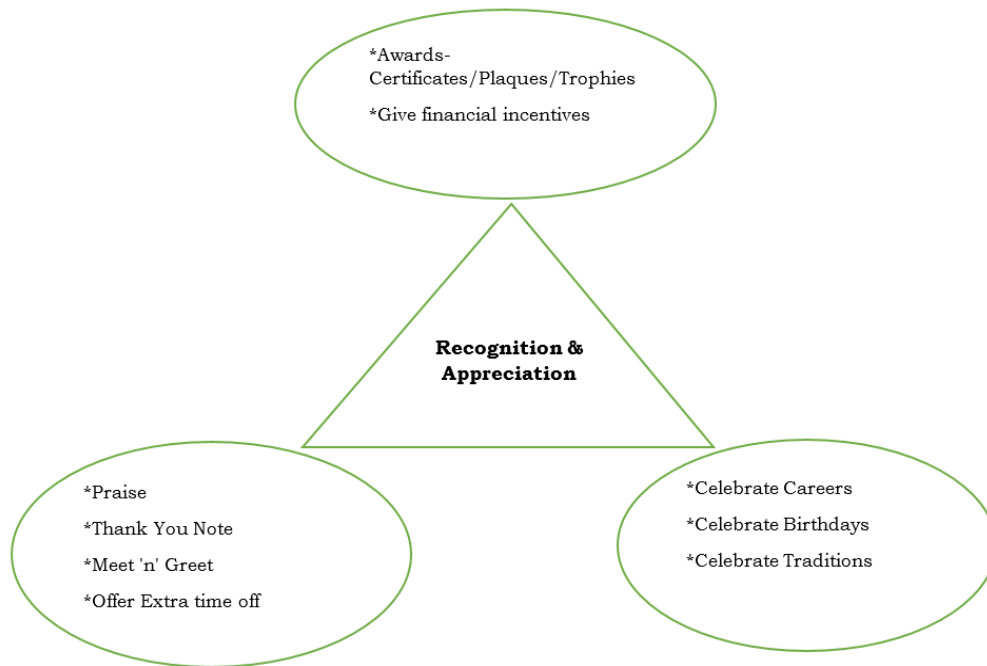 *Awards-
Certificates/Plaques/Trophies
*Give financial incentives
Recognition &
Appreciation
*Praise
*Thank You Note
*Meet 'n' Greet
*Offer Extra time off
*Celebrate Careers
*Celebrate Birthdays
*Celebrate Traditions